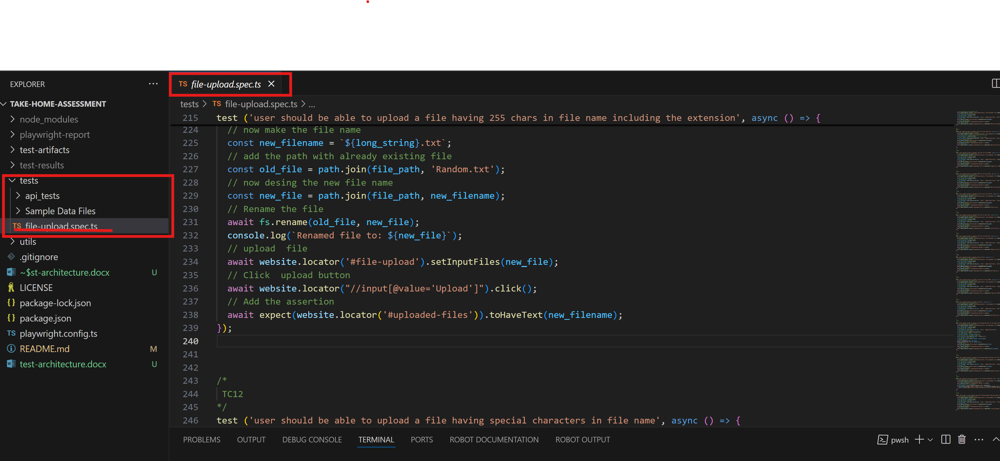 EXPLORER
TAKE-HOME-ASSESSMENT
node_modules
playwright-report
test-artifacts
test-results
tests
api_tests
Sample Data Files
TS file-upload.spec.ts
utils
.gitignore
~$st-architecture.docx U
LICENSE
{} package-lock.json
{} package.json
TS playwright.config.ts
README.md M
test-architecture.docx U
TS file-upload.spec.ts
tests > TS file-upload.spec.ts > ...
215 test ('user should be able to upload a file having 255 chars in file name including the extension', async () => {
224 // now make the file name
225 const new_filename = `${long_string}.txt`;
226 // add the path with already existing file
227 const old_file = path.join(file_path, 'Random.txt');
228 // now desing the new file name
229 const new_file = path.join(file_path, new_filename);
230 // Rename the file
231 await fs.rename(old_file, new_file);
232 console.log(`Renamed file to: ${new_file}`);
233 // upload  file
234 await website.locator('#file-upload').setInputFiles(new_file);
235 // Click  upload button
236 await website.locator("//input[@value='Upload']").click();
237 // Add the assertion
238 await expect(website.locator('#uploaded-files')).toHaveText(new_filename);
239 });
240
241
242
243 /*
244 TC12
245 */
246 test ('user should be able to upload a file having special characters in file name', async () => {
PROBLEMS OUTPUT DEBUG CONSOLE TERMINAL PORTS ROBOT DOCUMENTATION ROBOT OUTPUT pwsh